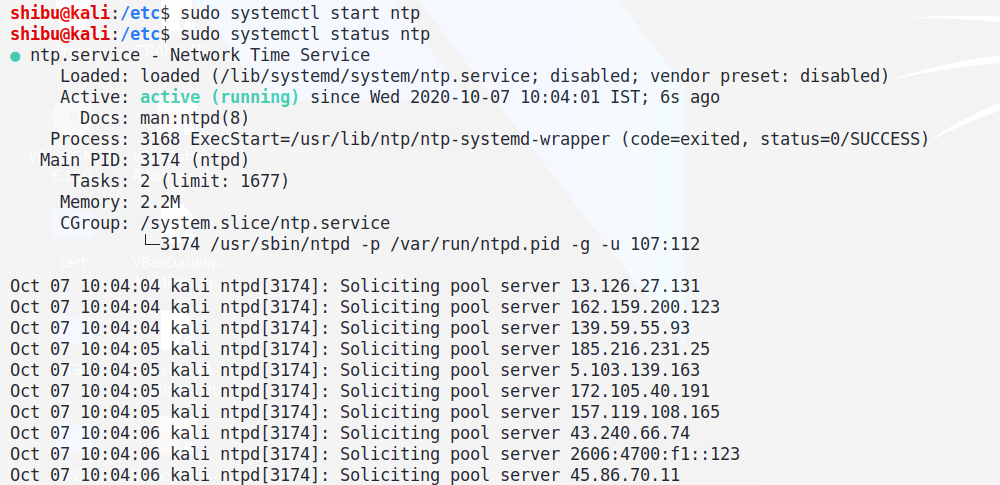 shibu@kali:/etc$ sudo systemctl start ntp
shibu@kali:/etc$ sudo systemctl status ntp
● ntp.service - Network Time Service
     Loaded: loaded (/lib/systemd/system/ntp.service; disabled; vendor preset: disabled)
     Active: active (running) since Wed 2020-10-07 10:04:01 IST; 6s ago
       Docs: man:ntpd(8)
    Process: 3168 ExecStart=/usr/lib/ntp/ntp-systemd-wrapper (code=exited, status=0/SUCCESS)
   Main PID: 3174 (ntpd)
      Tasks: 2 (limit: 1677)
     Memory: 2.2M
     CGroup: /system.slice/ntp.service
             └─3174 /usr/sbin/ntpd -p /var/run/ntpd.pid -g -u 107:112
cert VBoxDarwin-
Oct 07 10:04:04 kali ntpd[3174]: Soliciting pool server 13.126.27.131
Oct 07 10:04:04 kali ntpd[3174]: Soliciting pool server 162.159.200.123
Oct 07 10:04:04 kali ntpd[3174]: Soliciting pool server 139.59.55.93
Oct 07 10:04:05 kali ntpd[3174]: Soliciting pool server 185.216.231.25
Oct 07 10:04:05 kali ntpd[3174]: Soliciting pool server 5.103.139.163
Oct 07 10:04:05 kali ntpd[3174]: Soliciting pool server 172.105.40.191
Oct 07 10:04:05 kali ntpd[3174]: Soliciting pool server 157.119.108.165
Oct 07 10:04:06 kali ntpd[3174]: Soliciting pool server 43.240.66.74
Oct 07 10:04:06 kali ntpd[3174]: Soliciting pool server 2606:4700:f1::123
Oct 07 10:04:06 kali ntpd[3174]: Soliciting pool server 45.86.70.11